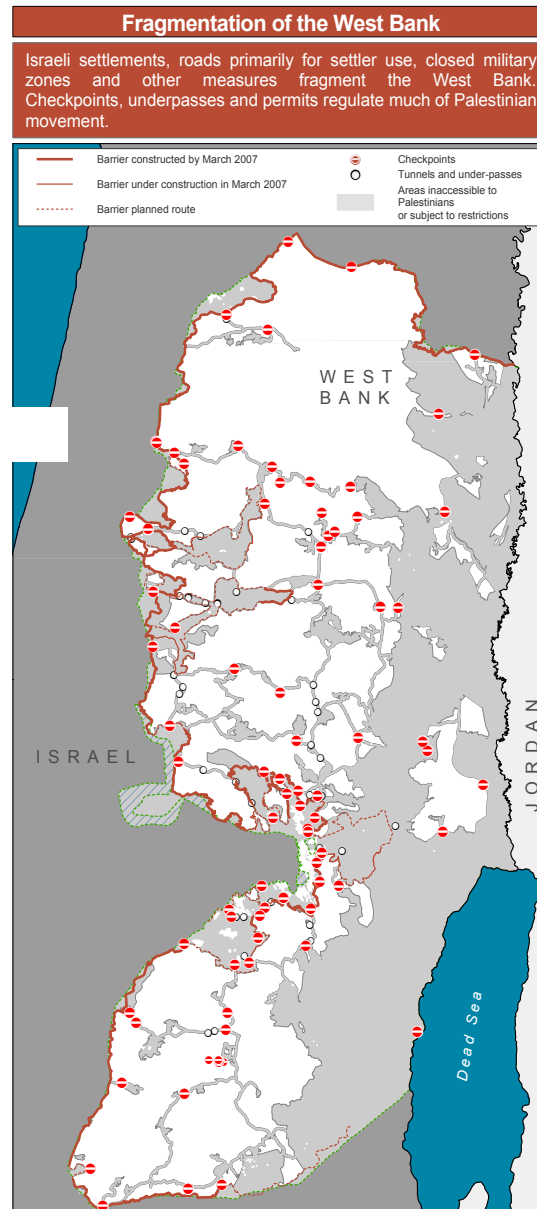 Fragmentation of the West Bank
Israeli settlements, roads primarily for settler use, closed military
zones and other measures fragment the West Bank.
Checkpoints, underpasses and permits regulate much of Palestinian
movement.
Barrier constructed by March 2007
Barrier under construction in March 2007
Barrier planned route
Checkpoints
Tunnels and under-passes
Areas inaccessible to
Palestinians
or subject to restrictions
WEST
BANK
ISRAEL
JORDAN
Dead Sea